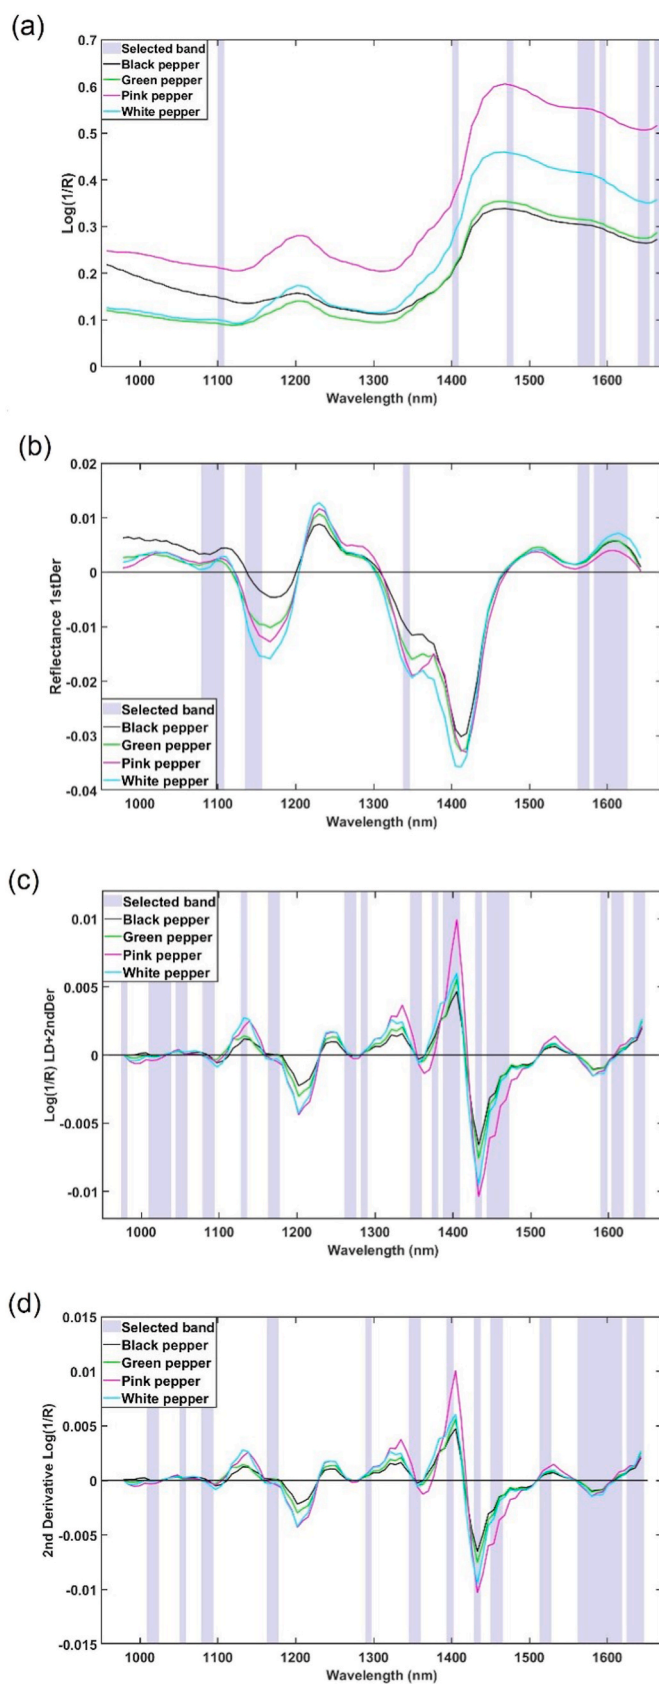 (a)
0.7
0.6
0.5
0.4
0.3
0.2
0.1
0
Log(1/R)
Selected band
Black pepper
Green pepper
Pink pepper
White pepper
1000 1100 1200 1300 1400 1500 1600
Wavelength (nm)
(b)
0.02
0.01
0
-0.01
-0.02
-0.03
-0.04
Reflectance 1stDer
Selected band
Black pepper
Green pepper
Pink pepper
White pepper
1000 1100 1200 1300 1400 1500 1600
Wavelength (nm)
(c)
0.01
0.005
0
-0.005
-0.01
Log(1/R) LD+2ndDer
Selected band
Black pepper
Green pepper
Pink pepper
White pepper
1000 1100 1200 1300 1400 1500 1600
Wavelength (nm)
(d)
0.015
0.01
0.005
0
-0.005
-0.01
-0.015
2nd Derivative Log(1/R)
Selected band
Black pepper
Green pepper
Pink pepper
White pepper
1000 1100 1200 1300 1400 1500 1600
Wavelength (nm)